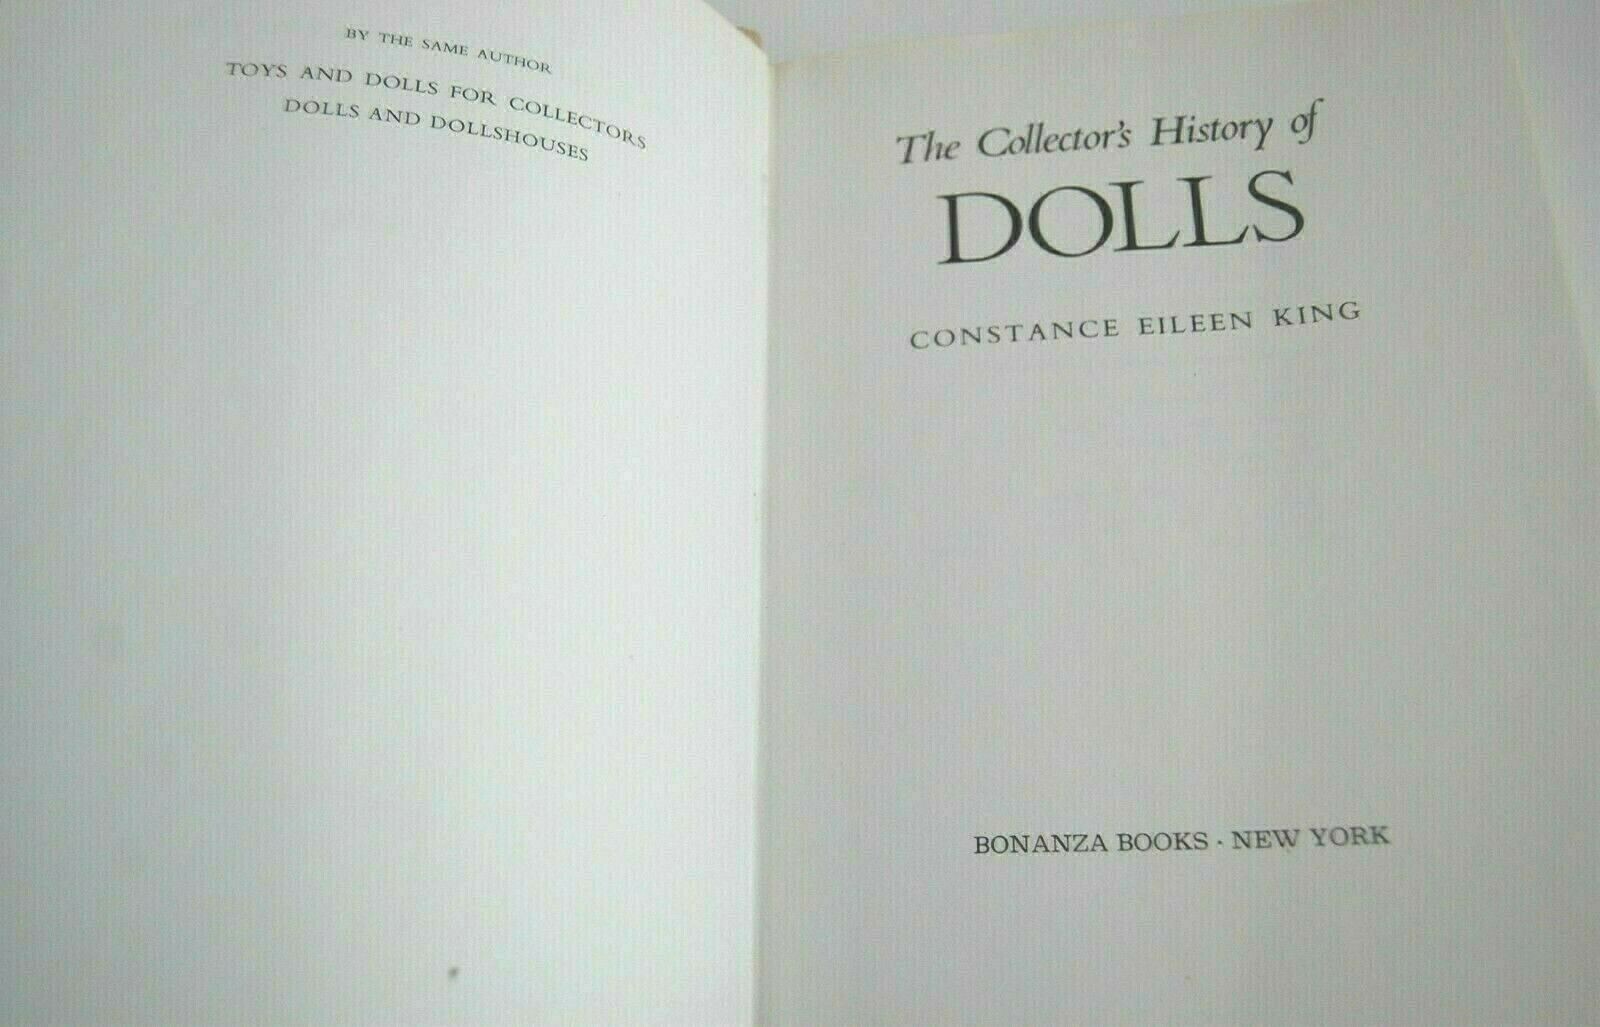 BY THE SAME AUTHOR
TOYS AND DOLLS FOR COLLECTORS
DOLLS AND DOLLSHOUSES
The Collector's History of
DOLLS
CONSTANCE EILEEN KING
BONANZA BOOKS · NEW YORK